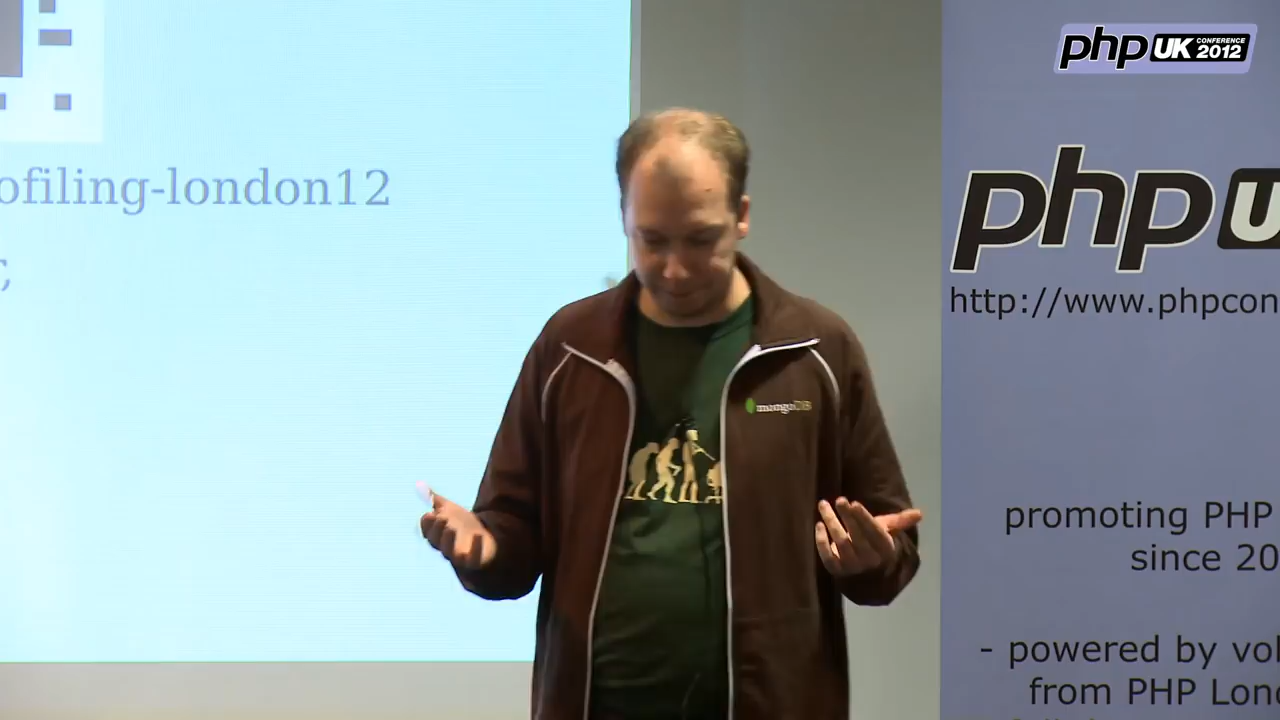 php UK CONFERENCE 2012
ofiling-london12
php U
http://www.phpcon
mongoDB
promoting PHP
since 20
- powered by vol
from PHP Lon